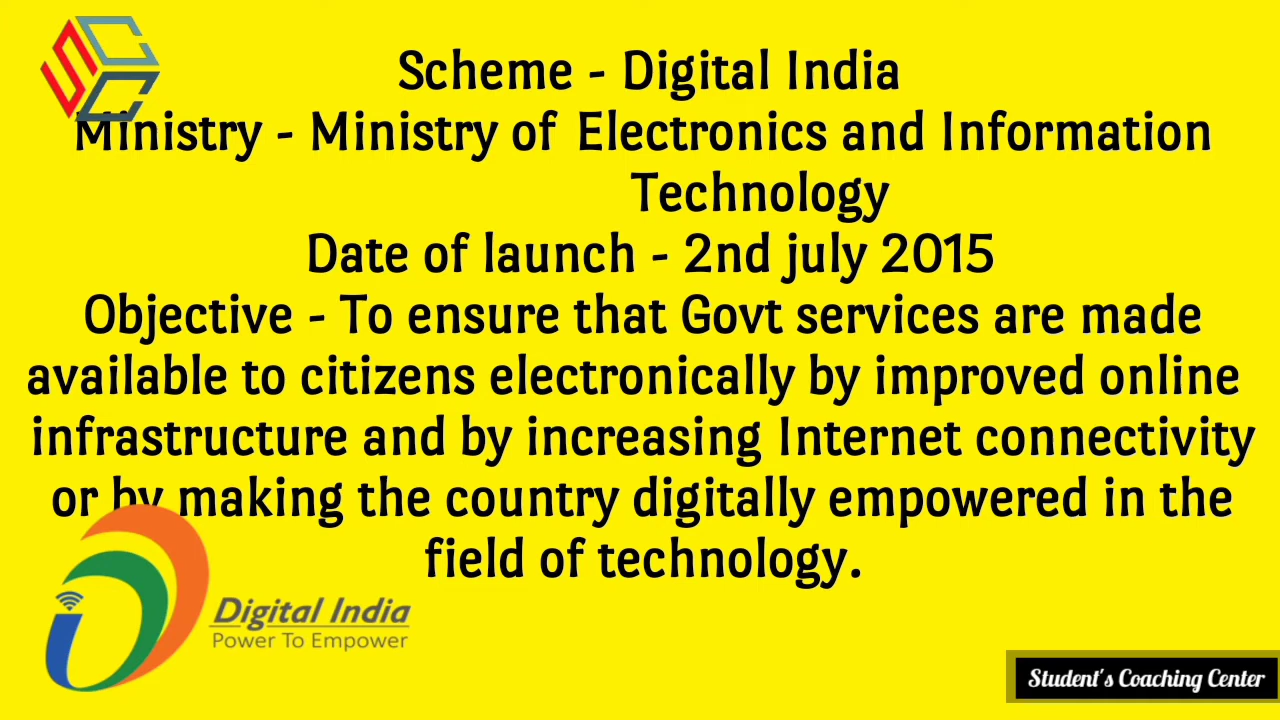 Scheme - Digital India
Ministry - Ministry of Electronics and Information
Technology
Date of launch - 2nd july 2015
Objective - To ensure that Govt services are made
available to citizens electronically by improved online
infrastructure and by increasing Internet connectivity
or by making the country digitally empowered in the
field of technology.
Digital India
Power To Empower
Student's Coaching Center